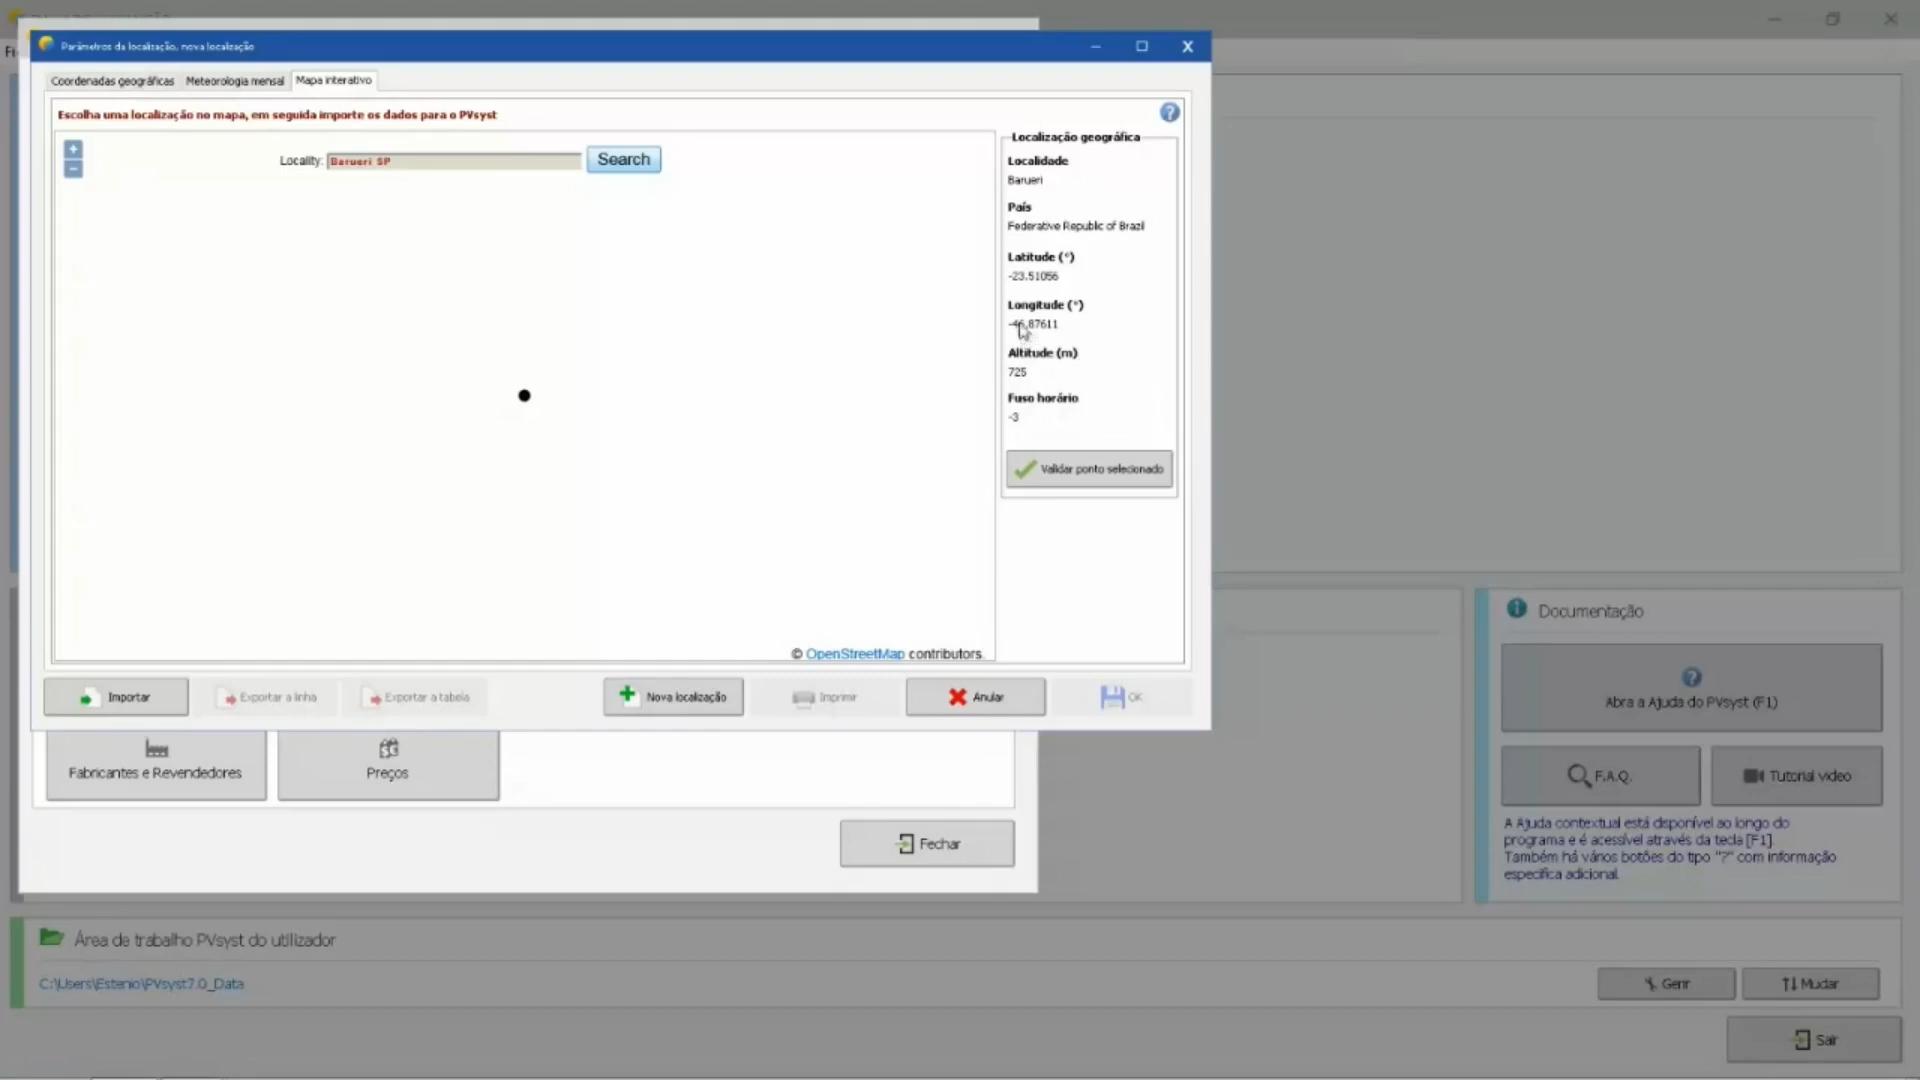 Parâmetros da localização, nova localização
Coordenadas geográficas
Meteorologia mensal
Mapa interativo
Escolha uma localização no mapa, em seguida importe os dados para o PVsyst
?
+
−
Locality:
Barueri SP
Search
Localização geográfica
Localidade
Barueri
País
Federative Republic of Brazil
Latitude (°)
-23.51056
Longitude (°)
-46.87611
Altitude (m)
725
Fuso horário
-3
Validar ponto selecionado
© OpenStreetMap contributors.
Importar
Exportar a linha
Exportar a tabela
Nova localização
Imprimir
Anular
OK
Fabricantes e Revendedores
Preços
Fechar
Documentação
Abra a Ajuda do PVsyst (F1)
F.A.Q.
Tutorial video
A Ajuda contextual está disponível ao longo do
programa e é acessível através da tecla [F1].
Também há vários botões do tipo "?" com informação
especifica adicional.
Área de trabalho PVsyst do utilizador
C:\Users\Estenio\PVsyst7.0_Data
Gerir
Mudar
Sair